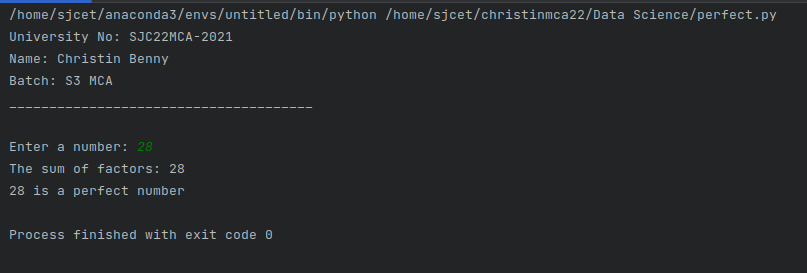 /home/sjcet/anaconda3/envs/untitled/bin/python /home/sjcet/christinmca22/Data Science/perfect.py
University No: SJC22MCA-2021
Name: Christin Benny
Batch: S3 MCA
______________________________________
Enter a number: 28
The sum of factors: 28
28 is a perfect number
Process finished with exit code 0